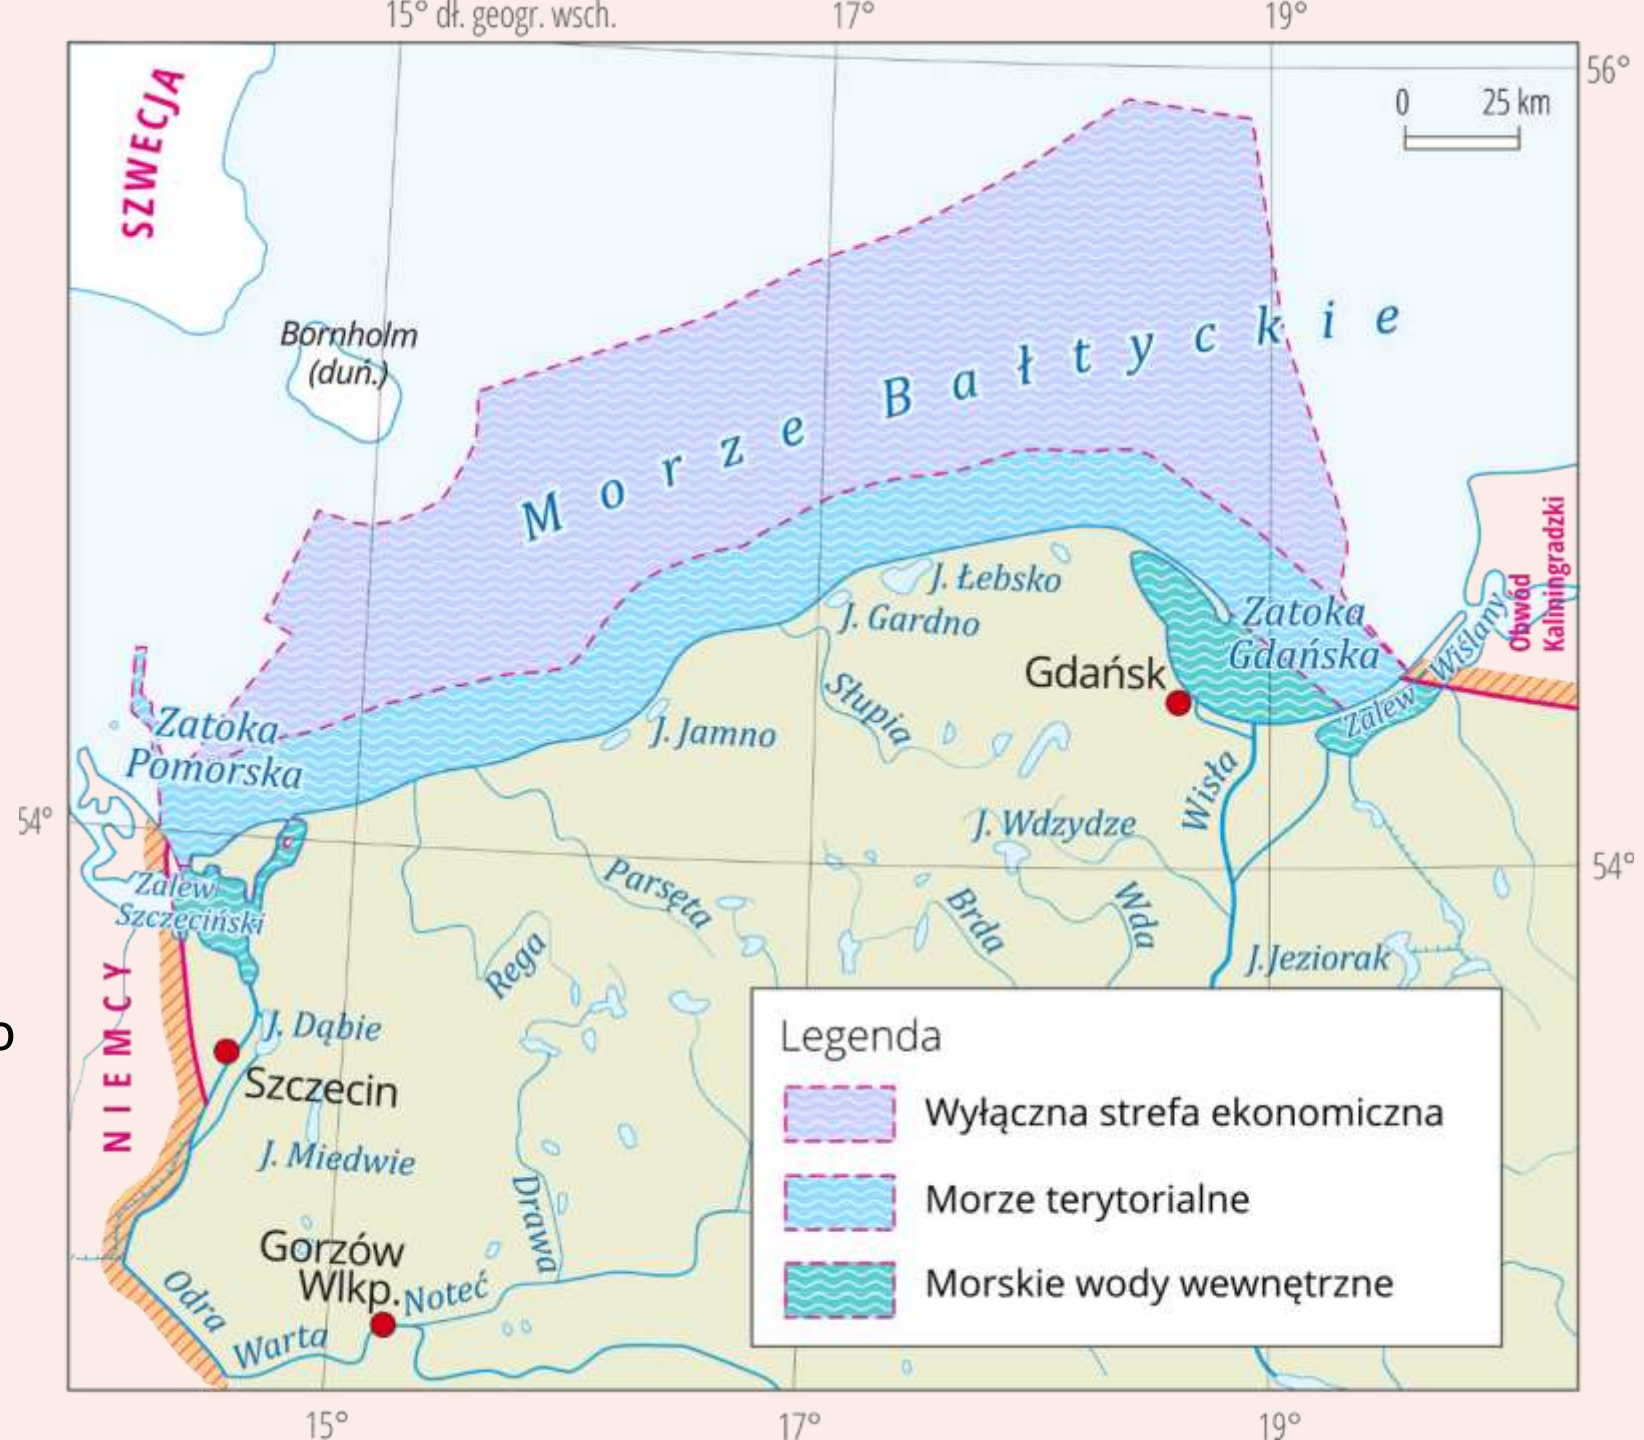 15° dł. geogr. wsch.
17°
19°
56°
SZWECJA
0 25 km
Bornholm
(duń.)
Morze Bałtyckie
Obwód
Kaliningradzki
J. Łebsko
J. Gardno
Zatoka
Gdańska
Gdańsk
Zalew Wiślany
Słupia
J. Jamno
Zatoka
Pomorska
Wisła
54°
J. Wdzydze
54°
Parsęta
Zalew
Szczeciński
Brda
Wda
Rega
J. Jeziorak
NIEMCY
o
J. Dąbie
Szczecin
J. Miedwie
Drawa
Gorzów
Wlkp.
Noteć
Odra
Warta
Legenda
Wyłączna strefa ekonomiczna
Morze terytorialne
Morskie wody wewnętrzne
15°
17°
19°